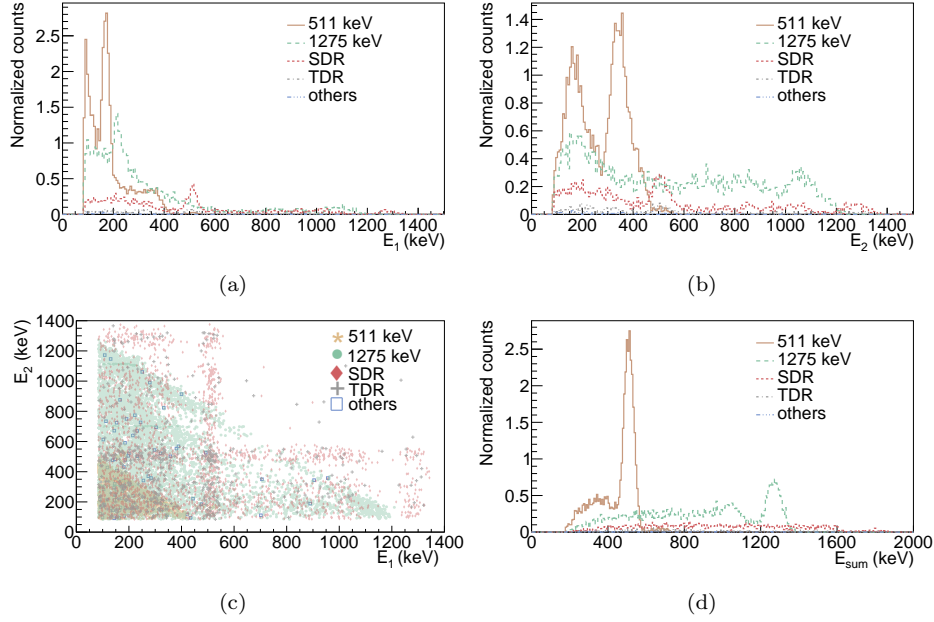 Normalized counts
2.5
2
1.5
1
0.5
0
0 200 400 600 800 1000 1200 1400
E1 (keV)
511 keV
1275 keV
SDR
TDR
others
(a)
Normalized counts
1.4
1.2
1
0.8
0.6
0.4
0.2
0
0 200 400 600 800 1000 1200 1400
E2 (keV)
511 keV
1275 keV
SDR
TDR
others
(b)
E2 (keV)
1400
1200
1000
800
600
400
200
0
0 200 400 600 800 1000 1200 1400
E1 (keV)
511 keV
1275 keV
SDR
TDR
others
(c)
Normalized counts
2.5
2
1.5
1
0.5
0
0 400 800 1200 1600 2000
Esum (keV)
511 keV
1275 keV
SDR
TDR
others
(d)